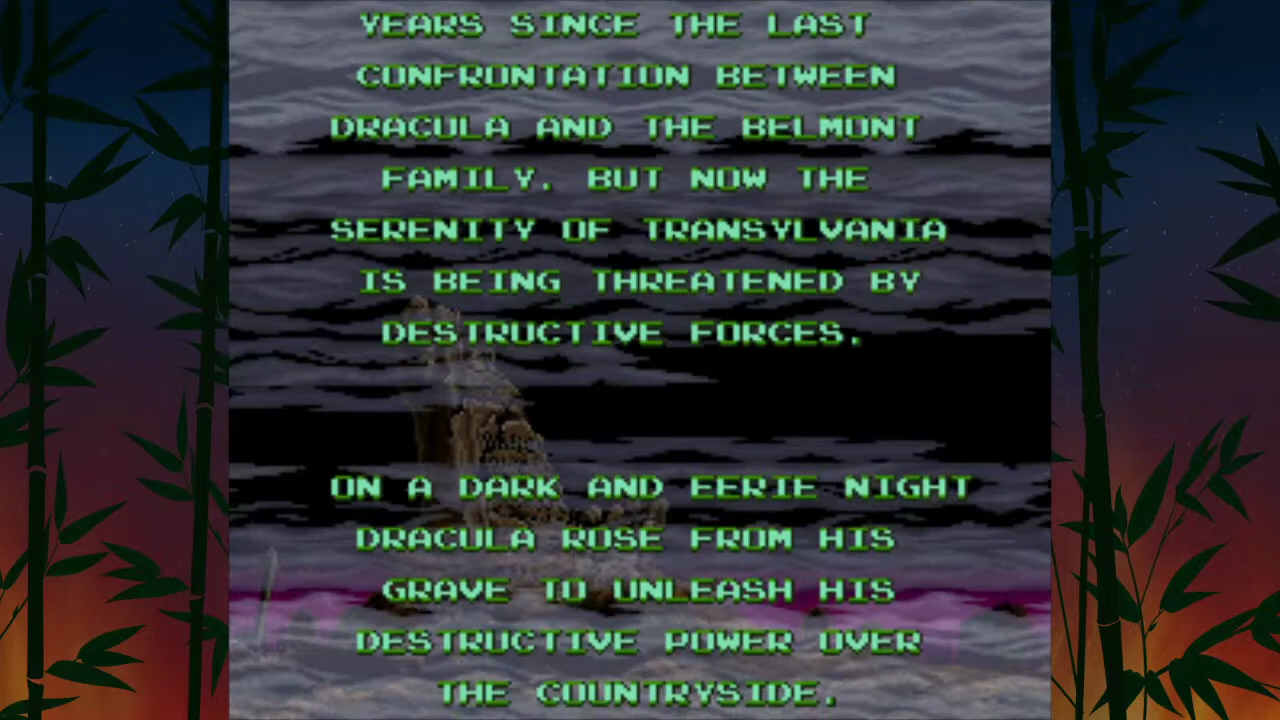 YEARS SINCE THE LAST
CONFRONTATION BETWEEN
DRACULA AND THE BELMONT
FAMILY. BUT NOW THE
SERENITY OF TRANSYLVANIA
IS BEING THREATENED BY
DESTRUCTIVE FORCES.
ON A DARK AND EERIE NIGHT
DRACULA ROSE FROM HIS
GRAVE TO UNLEASH HIS
DESTRUCTIVE POWER OVER
THE COUNTRYSIDE.